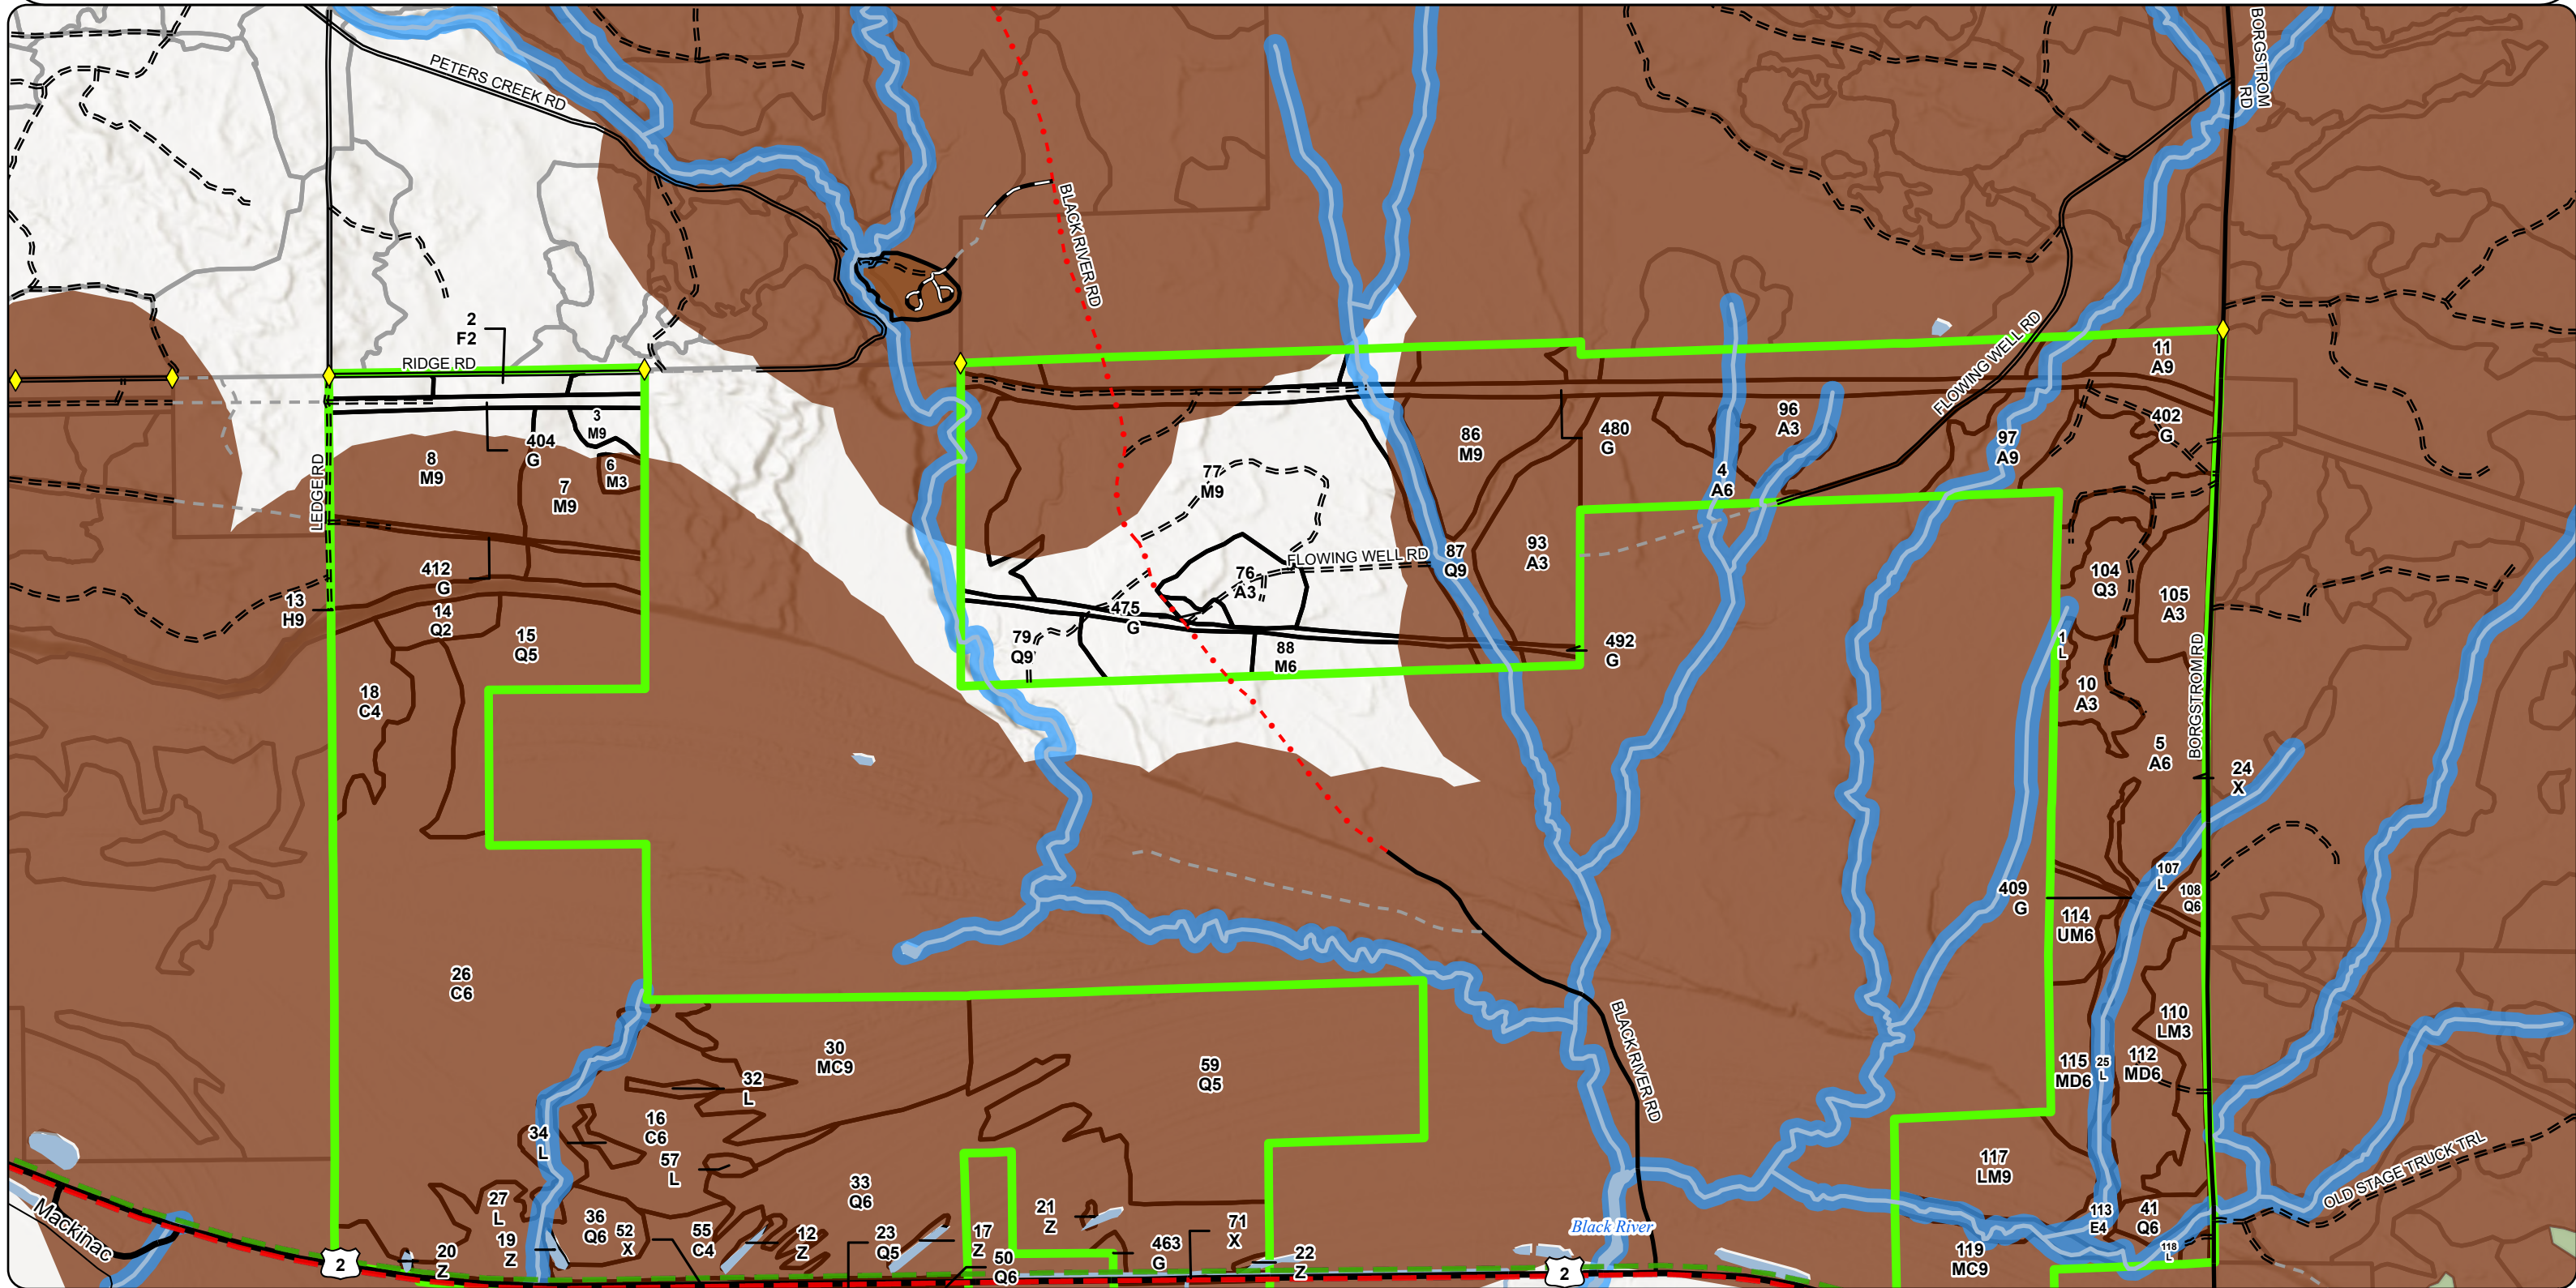 BORGSTROM
RD
PETERS CREEK RD
BLACK RIVER RD
2
F2
RIDGE RD
FLOWING WELL RD
11
A9
3
M9
404
G
402
G
96
A3
480
G
86
M9
97
A9
8
M9
6
M3
7
M9
77
M9
4
A6
LEDGE RD
93
A3
87
Q9
FLOWING WELL RD
412
G
76
A3
104
Q3
105
A3
13
H9
14
Q2
475
G
15
Q5
79
Q9
88
M6
492
G
1
L
18
C4
10
A3
BORGSTROM RD
5
A6
24
X
107
L
108
Q6
409
G
114
UM6
26
C6
110
LM3
30
MC9
59
Q5
BLACK RIVER RD
115
MD6
25
L
112
MD6
32
L
16
C6
34
L
57
L
117
LM9
OLD STAGE TRUCK TRL
33
Q6
27
L
36
Q6
52
X
21
Z
71
X
113
E4
41
Q6
Mackinac
19
Z
55
C4
12
Z
23
Q5
17
Z
463
G
Black River
118
L
20
Z
50
Q6
22
Z
119
MC9
2
2